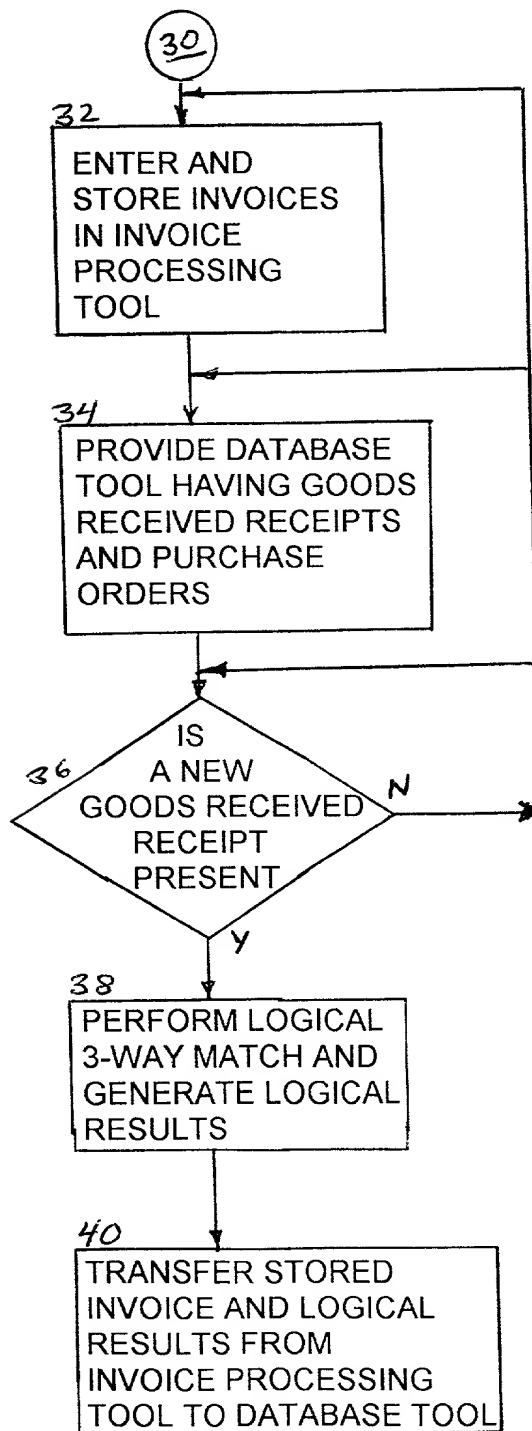 30
32
ENTER AND
STORE INVOICES
IN INVOICE
PROCESSING
TOOL
34
PROVIDE DATABASE
TOOL HAVING GOODS
RECEIVED RECEIPTS
AND PURCHASE
ORDERS
36
IS
A NEW
GOODS RECEIVED
RECEIPT
PRESENT
N
Y
38
PERFORM LOGICAL
3-WAY MATCH AND
GENERATE LOGICAL
RESULTS
40
TRANSFER STORED
INVOICE AND LOGICAL
RESULTS FROM
INVOICE PROCESSING
TOOL TO DATABASE TOOL